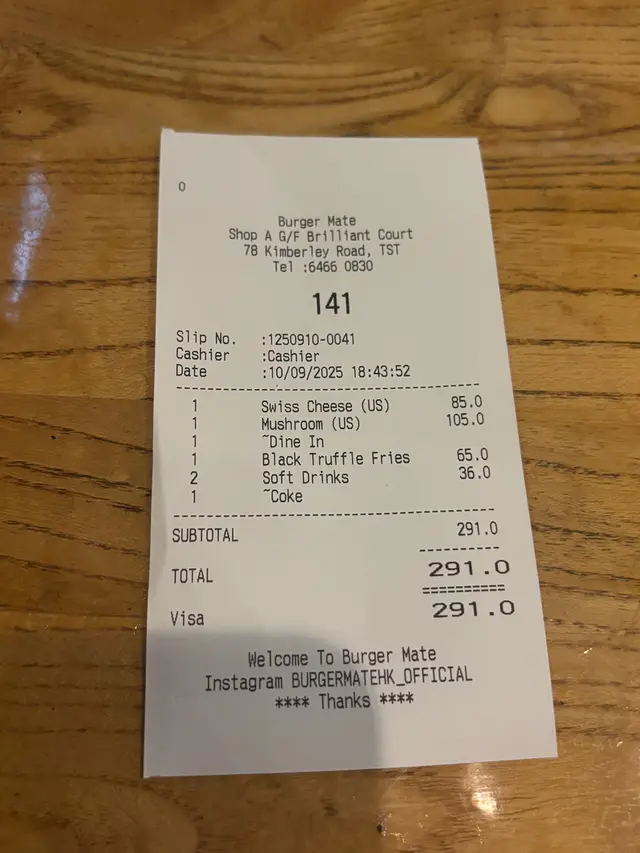 0
Burger Mate
Shop A G/F Brilliant Court
78 Kimberley Road, TST
Tel :6466 0830
141
Slip No. :1250910-0041
Cashier :Cashier
Date :10/09/2025 18:43:52
--------------------------------
1 Swiss Cheese (US) 85.0
1 Mushroom (US) 105.0
1 ~Dine In
1 Black Truffle Fries 65.0
2 Soft Drinks 36.0
1 ~Coke
--------------------------------
SUBTOTAL 291.0
----------
TOTAL 291.0
==========
Visa 291.0
Welcome To Burger Mate
Instagram BURGERMATEHK_OFFICIAL
**** Thanks ****